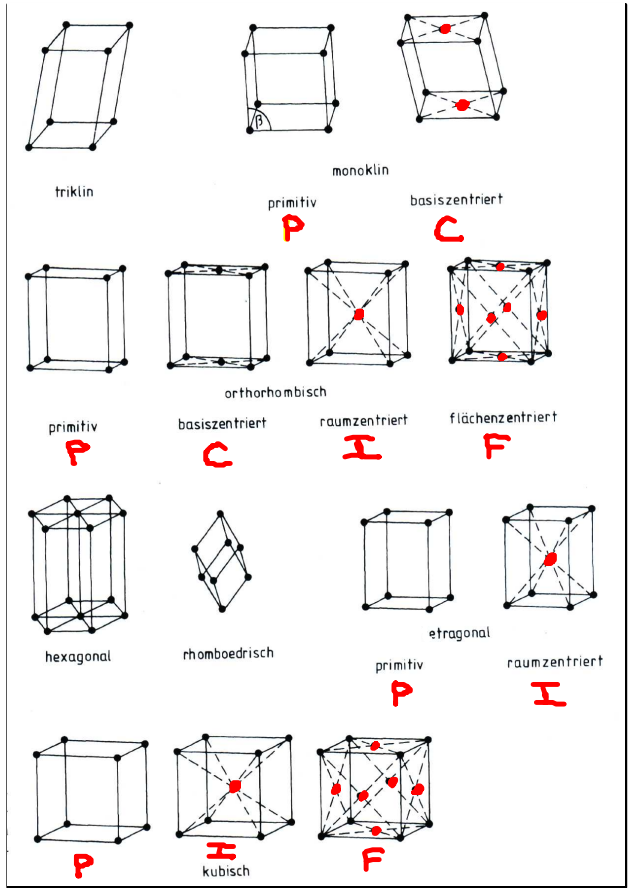 β
monoklin
triklin
primitiv basiszentriert
P C
orthorhombisch
primitiv basiszentriert raumzentriert flächenzentriert
P C I F
etragonal
hexagonal rhomboedrisch
primitiv raumzentriert
P I
P I F
kubisch